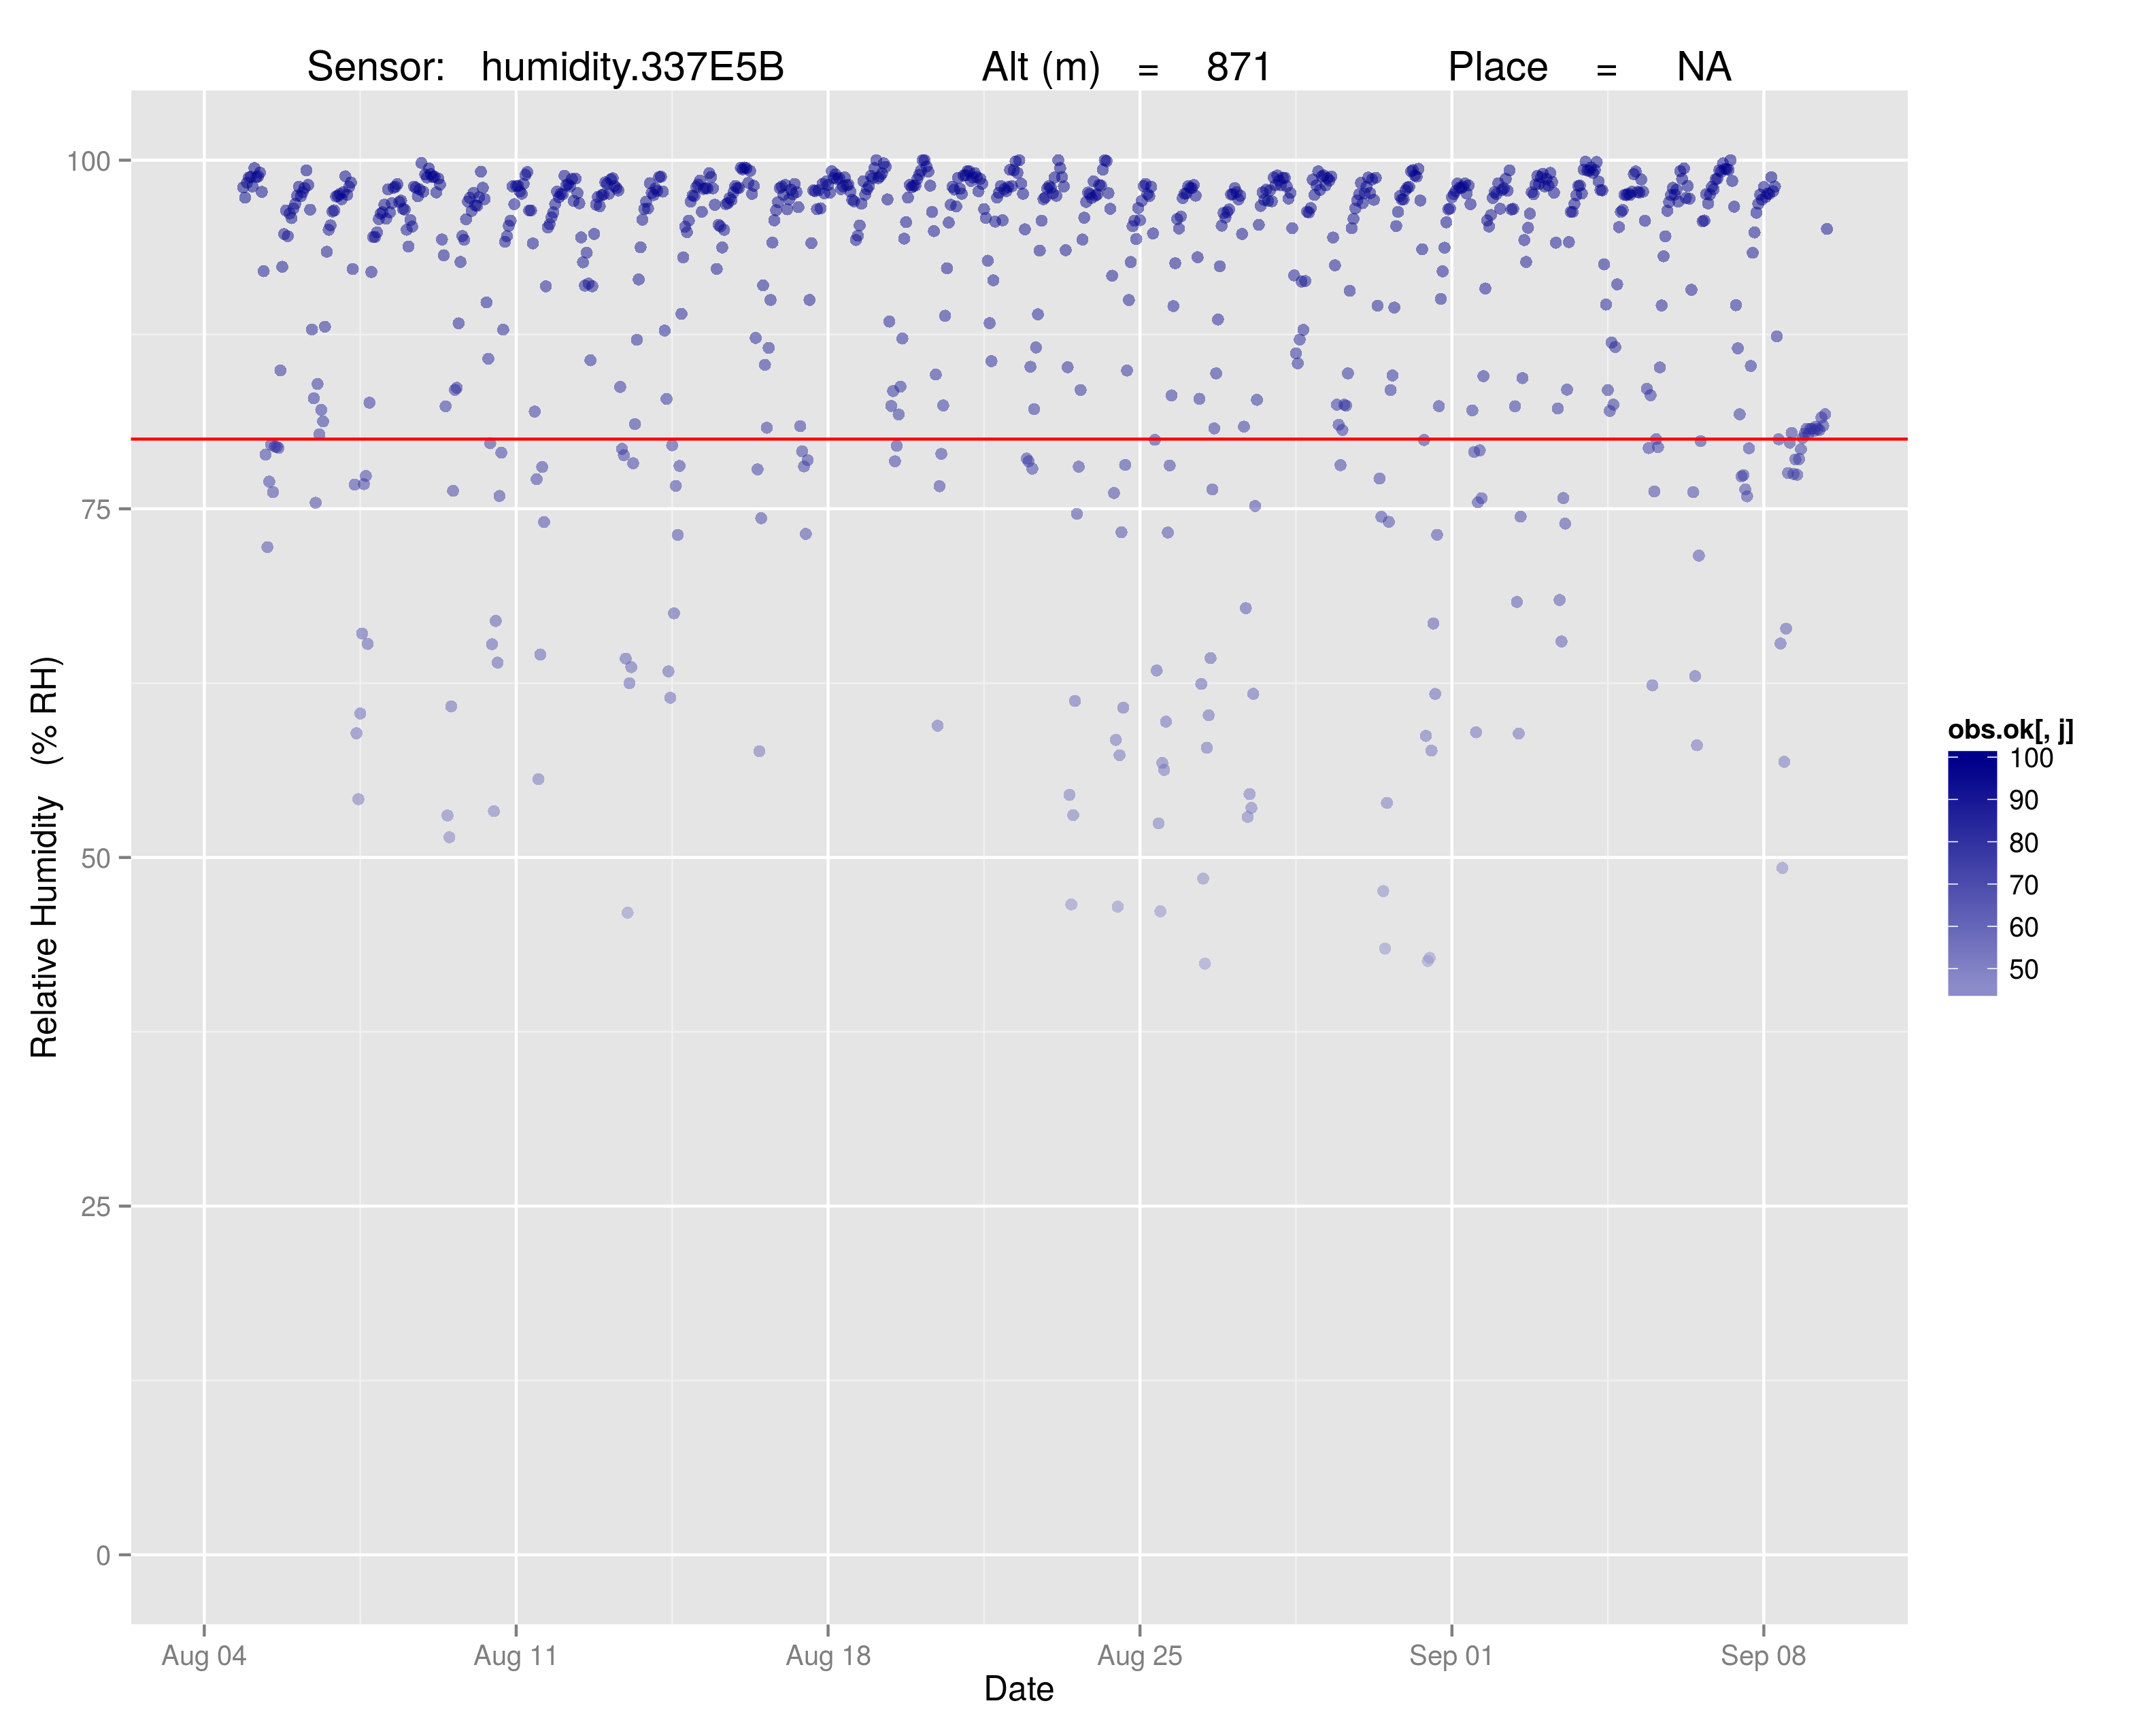 Sensor: humidity.337E5B Alt (m) = 871 Place = NA
100
75
50
25
0
Relative Humidity (% RH)
Aug 04 Aug 11 Aug 18 Aug 25 Sep 01 Sep 08
Date
obs.ok[, j]
100
90
80
70
60
50